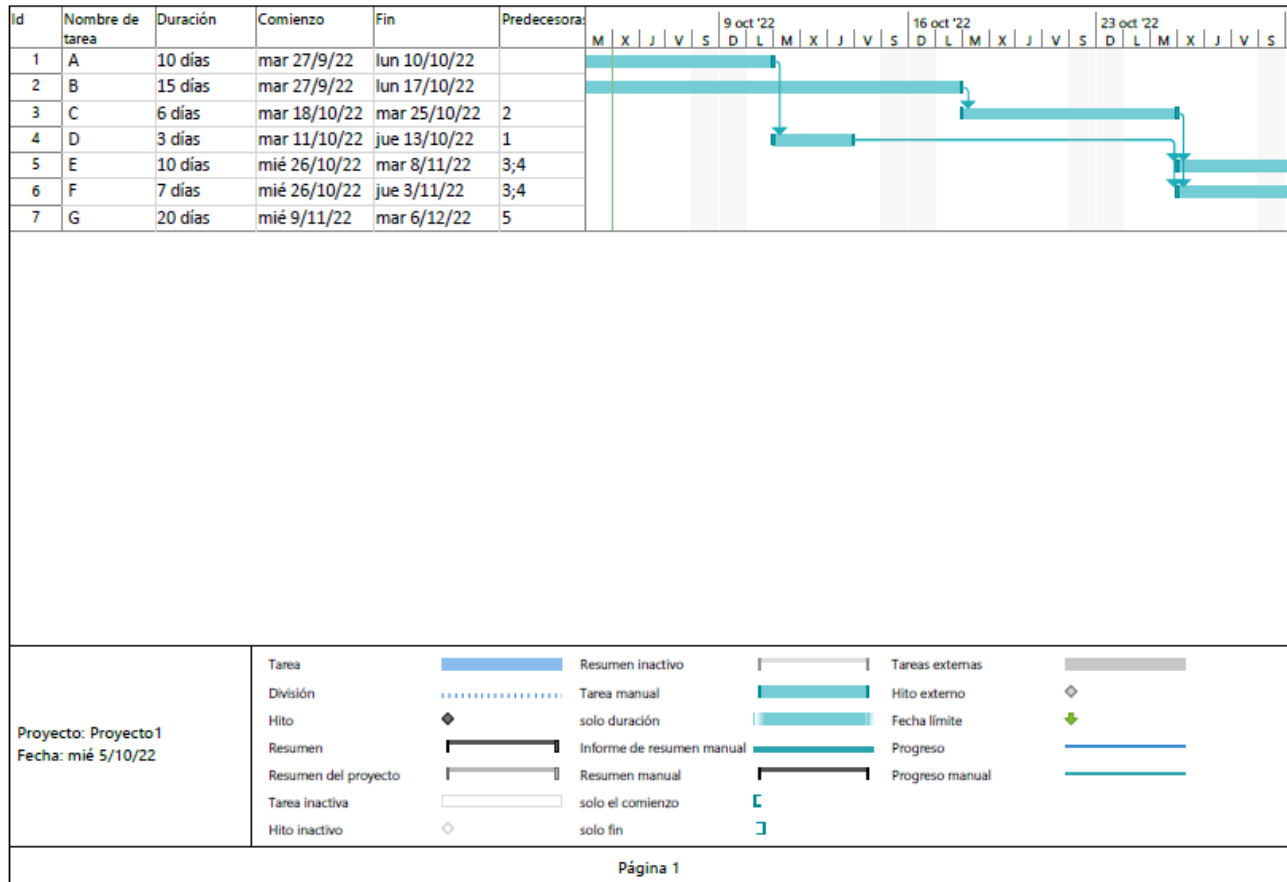 Id Nombre de tarea Duración Comienzo Fin Predecesoras 9 oct '22 16 oct '22 23 oct '22
M X J V S D L M X J V S D L M X J V S D L M X J V S
1 A 10 días mar 27/9/22 lun 10/10/22
2 B 15 días mar 27/9/22 lun 17/10/22
3 C 6 días mar 18/10/22 mar 25/10/22 2
4 D 3 días mar 11/10/22 jue 13/10/22 1
5 E 10 días mié 26/10/22 mar 8/11/22 3;4
6 F 7 días mié 26/10/22 jue 3/11/22 3;4
7 G 20 días mié 9/11/22 mar 6/12/22 5
Proyecto: Proyecto1
Fecha: mié 5/10/22
Tarea
División
Hito
Resumen
Resumen del proyecto
Tarea inactiva
Hito inactivo
Resumen inactivo
Tarea manual
solo duración
Informe de resumen manual
Resumen manual
solo el comienzo
solo fin
Tareas externas
Hito externo
Fecha límite
Progreso
Progreso manual
Página 1